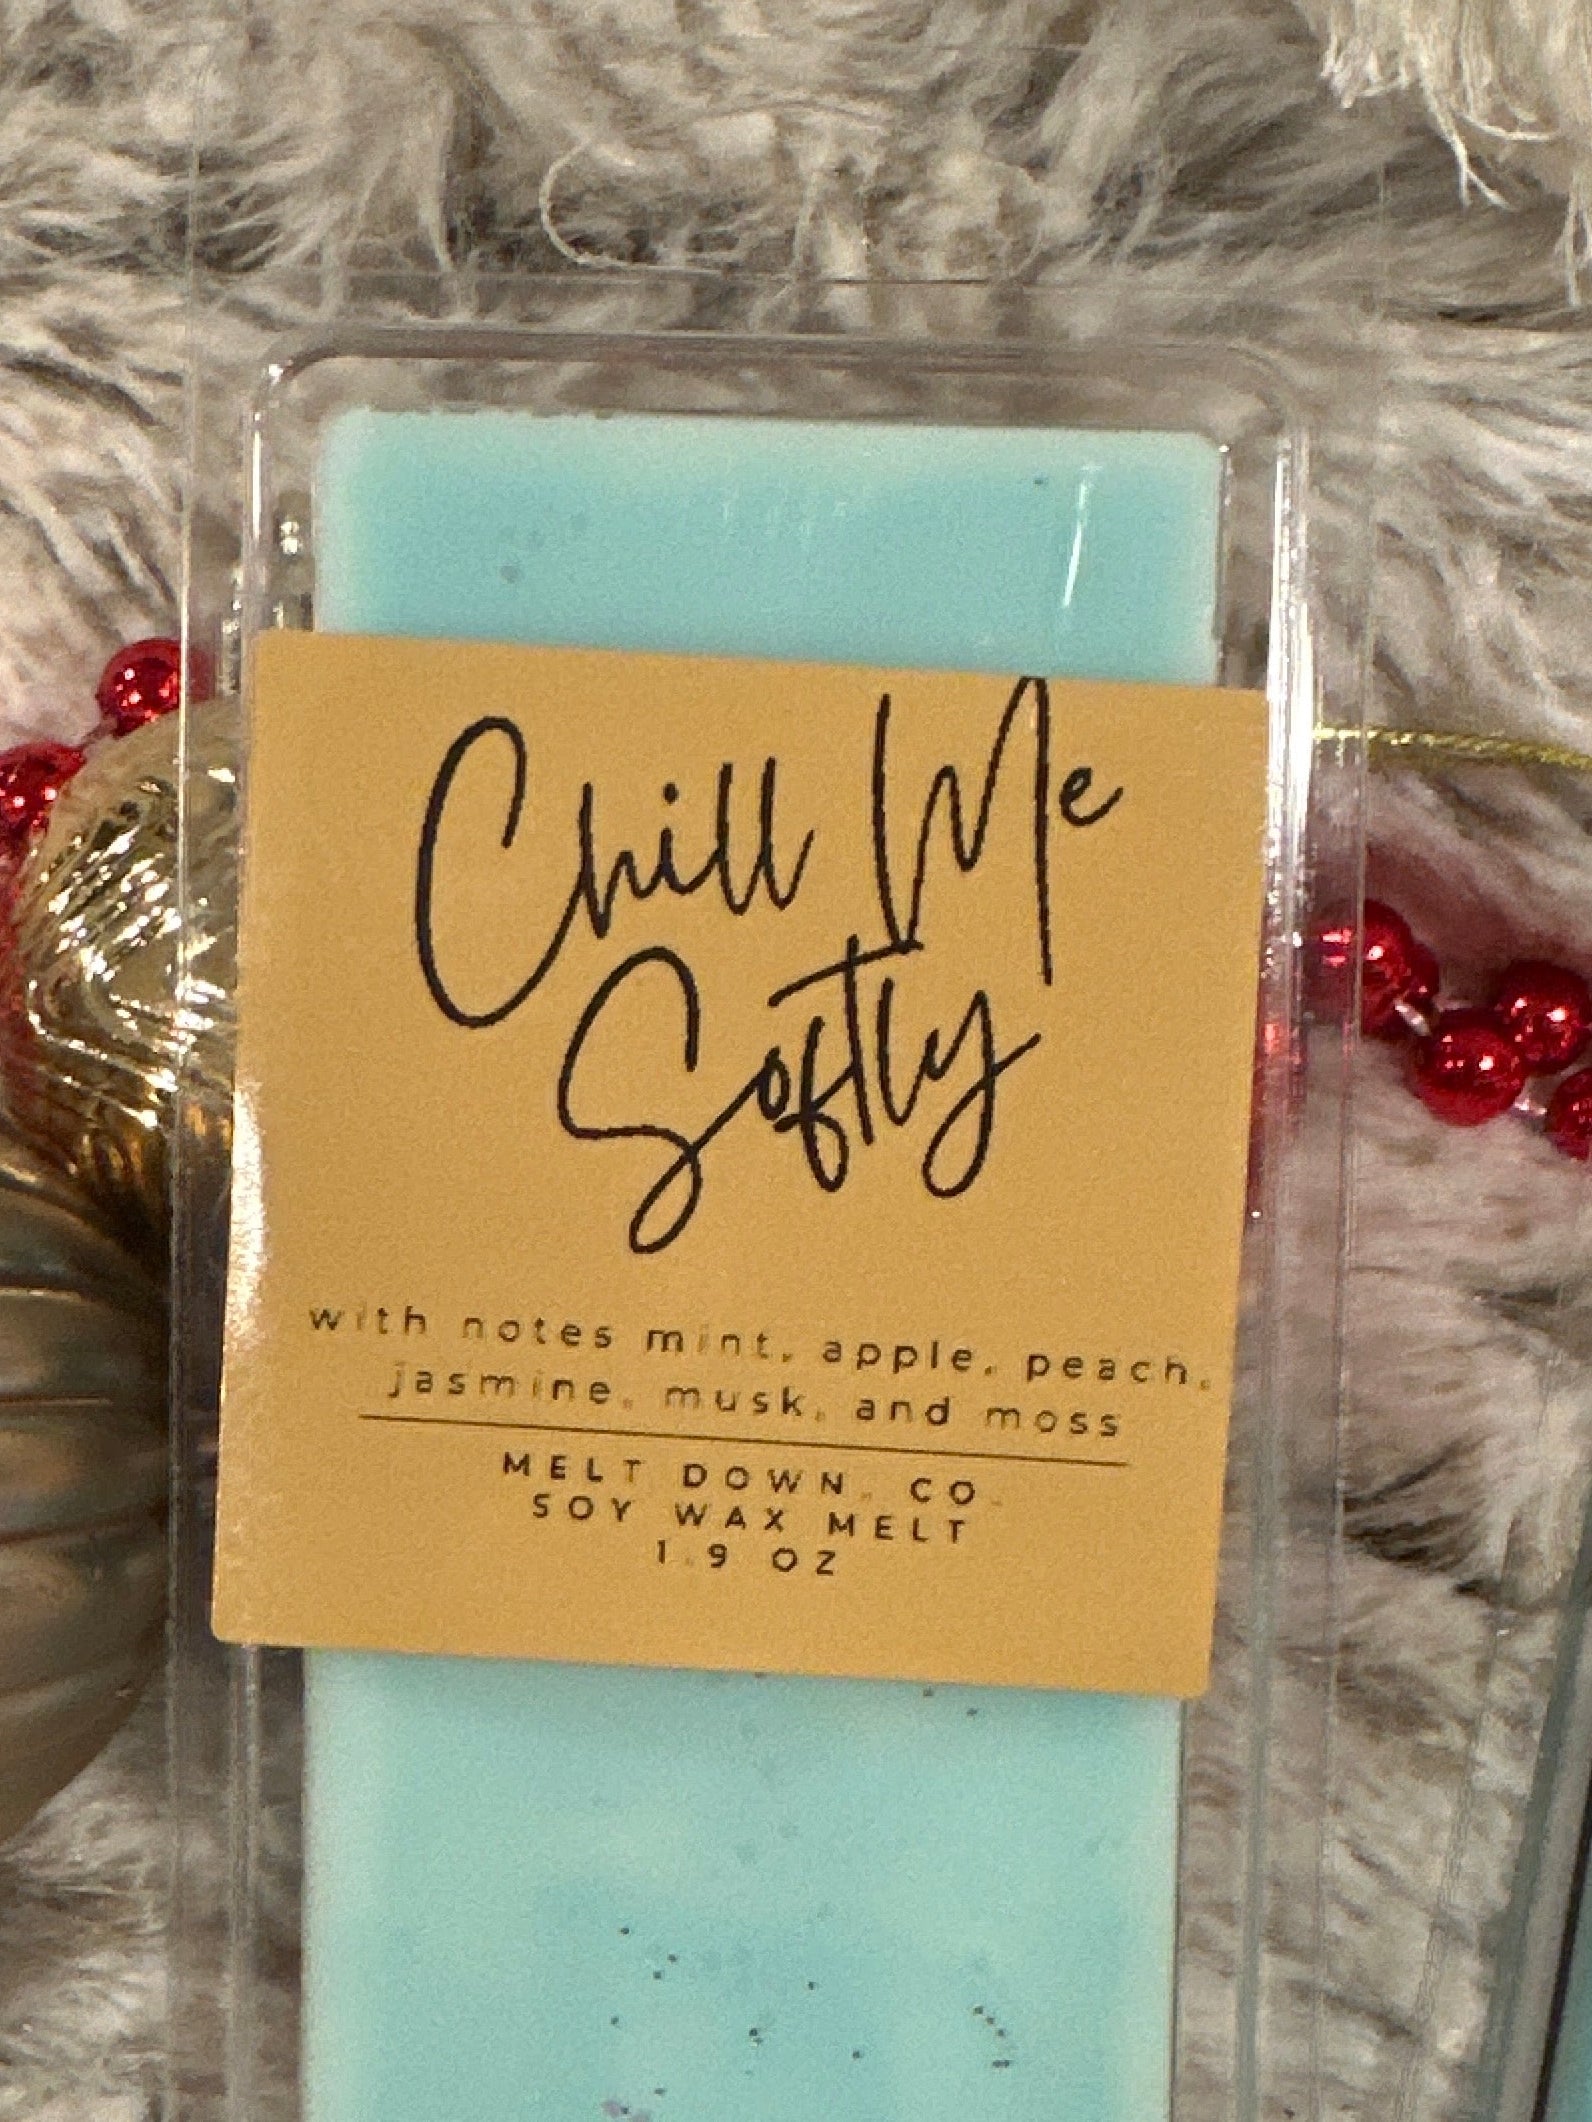 Chill Me
Softly
with notes mint, apple, peach,
jasmine, musk, and moss
MELT DOWN. CO.
SOY WAX MELT
1.9 OZ